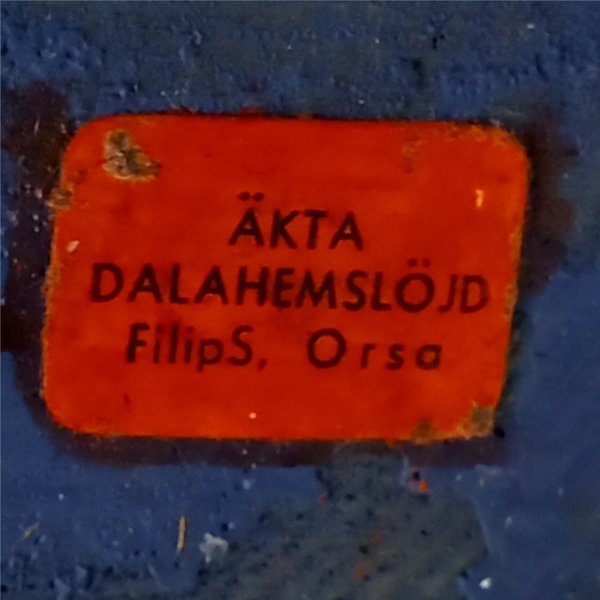 ÄKTA
DALAHEMSLÖJD
FilipS, Orsa